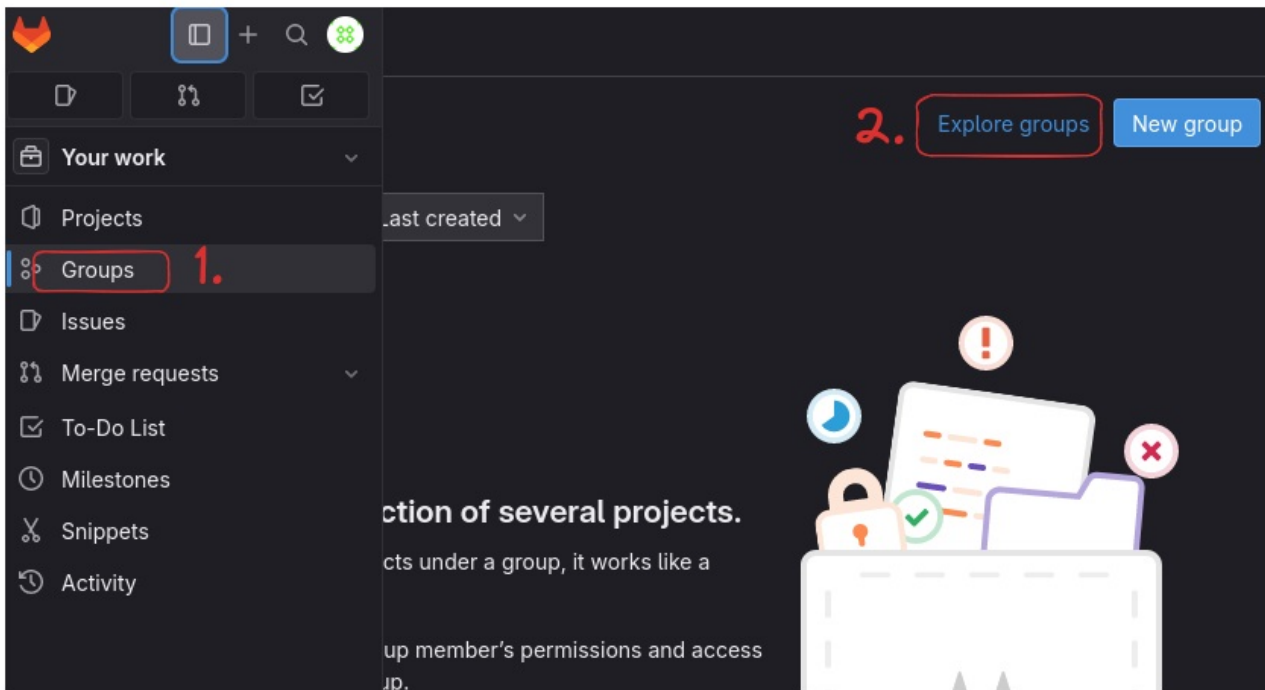 Your work
Projects
Groups 1.
Issues
Merge requests
To-Do List
Milestones
Snippets
Activity
2. Explore groups New group
Last created
ction of several projects.
cts under a group, it works like a
up member's permissions and access
up.